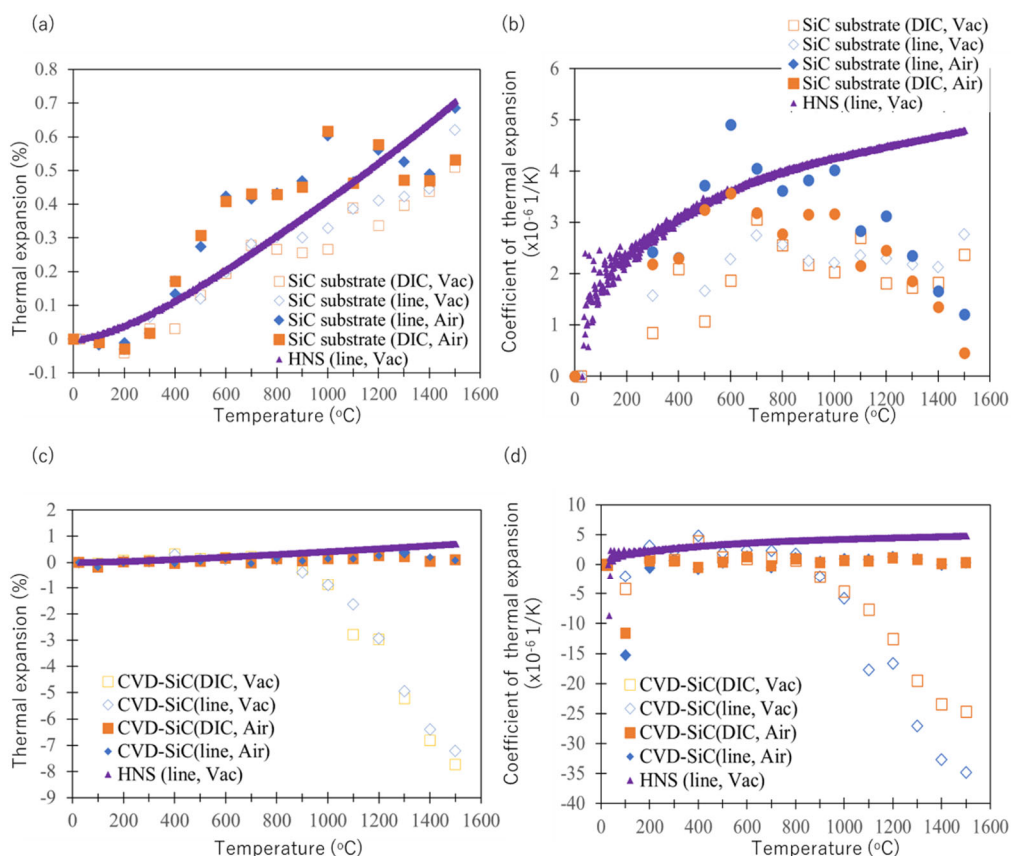 (a)
0.8
0.7
0.6
0.5
0.4
0.3
0.2
0.1
0
-0.1
Thermal expansion (%)
0 200 400 600 800 1000 1200 1400 1600
Temperature (°C)
SiC substrate (DIC, Vac)
SiC substrate (line, Vac)
SiC substrate (line, Air)
SiC substrate (DIC, Air)
HNS (line, Vac)
(b)
SiC substrate (DIC, Vac)
SiC substrate (line, Vac)
SiC substrate (line, Air)
SiC substrate (DIC, Air)
HNS (line, Vac)
6
5
4
3
2
1
0
Coefficient of thermal expansion
(x10⁻⁶ 1/K)
0 200 400 600 800 1000 1200 1400 1600
Temperature (°C)
(c)
2
1
0
-1
-2
-3
-4
-5
-6
-7
-8
-9
Thermal expansion (%)
0 200 400 600 800 1000 1200 1400 1600
Temperature (°C)
CVD-SiC(DIC, Vac)
CVD-SiC(line, Vac)
CVD-SiC(DIC, Air)
CVD-SiC(line, Air)
HNS (line, Vac)
(d)
10
5
0
-5
-10
-15
-20
-25
-30
-35
-40
Coefficient of thermal expansion
(x10⁻⁶ 1/K)
0 200 400 600 800 1000 1200 1400 1600
Temperature (°C)
CVD-SiC(DIC, Vac)
CVD-SiC(line, Vac)
CVD-SiC(DIC, Air)
CVD-SiC(line, Air)
HNS (line, Vac)